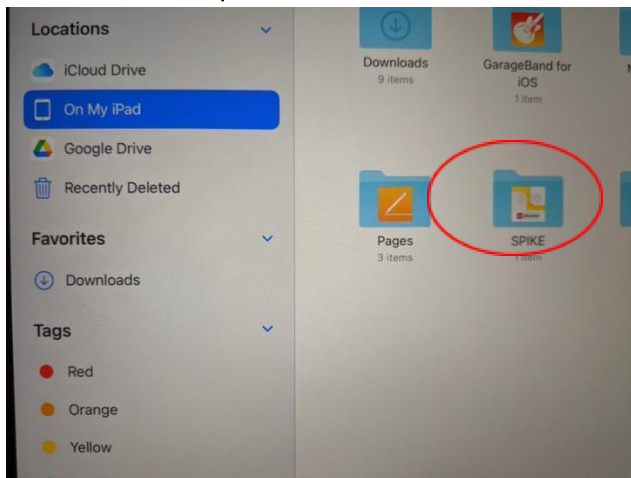 Locations
iCloud Drive
On My iPad
Google Drive
Recently Deleted
Favorites
Downloads
Tags
Red
Orange
Yellow
Downloads
9 items
GarageBand for
iOS
1 item
Pages
3 items
SPIKE
1 item